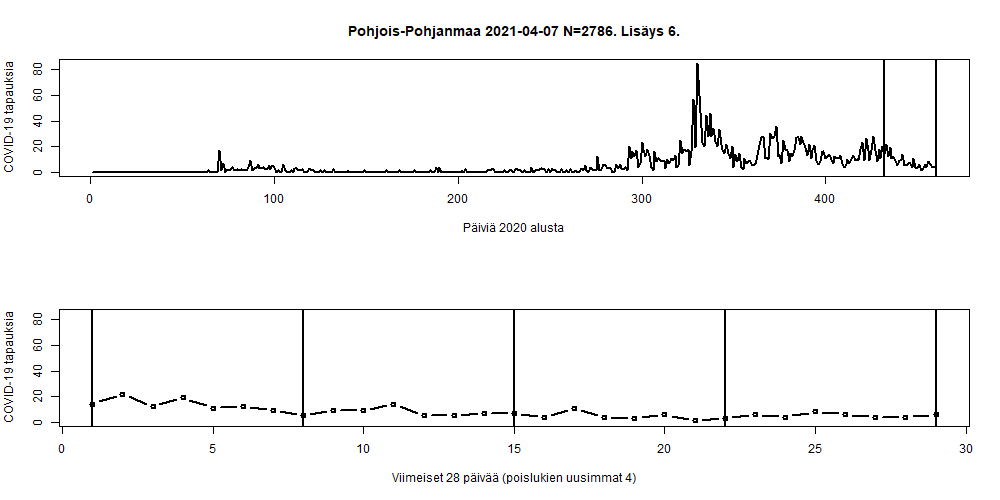 Pohjois-Pohjanmaa 2021-04-07 N=2786. Lisäys 6.
COVID-19 tapauksia
80
60
40
20
0
0 100 200 300 400
Päiviä 2020 alusta
COVID-19 tapauksia
80
60
40
20
0
0 5 10 15 20 25 30
Viimeiset 28 päivää (poislukien uusimmat 4)